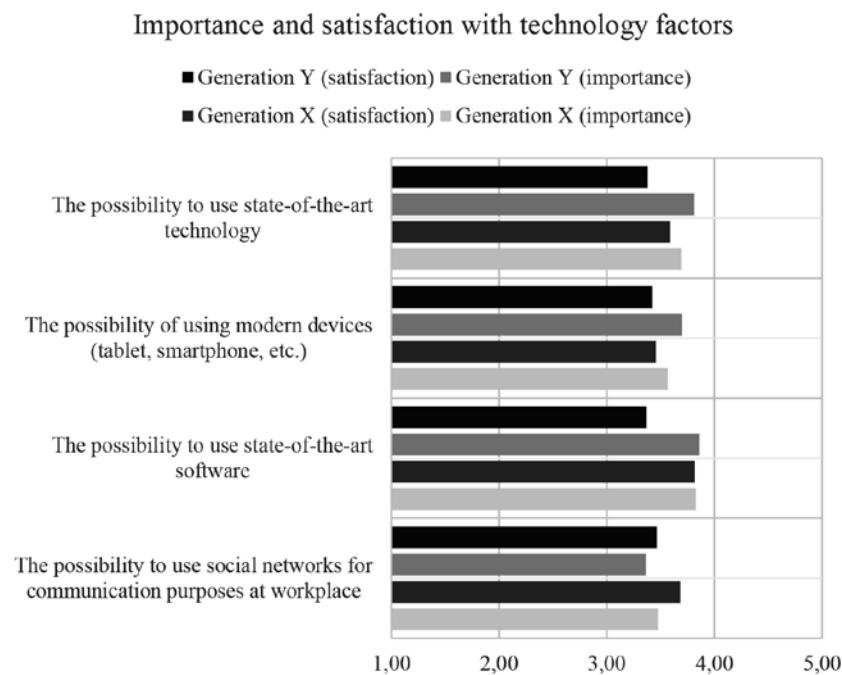 Importance and satisfaction with technology factors
Generation Y (satisfaction) Generation Y (importance)
Generation X (satisfaction) Generation X (importance)
The possibility to use state-of-the-art
technology
The possibility of using modern devices
(tablet, smartphone, etc.)
The possibility to use state-of-the-art
software
The possibility to use social networks for
communication purposes at workplace
1,00 2,00 3,00 4,00 5,00